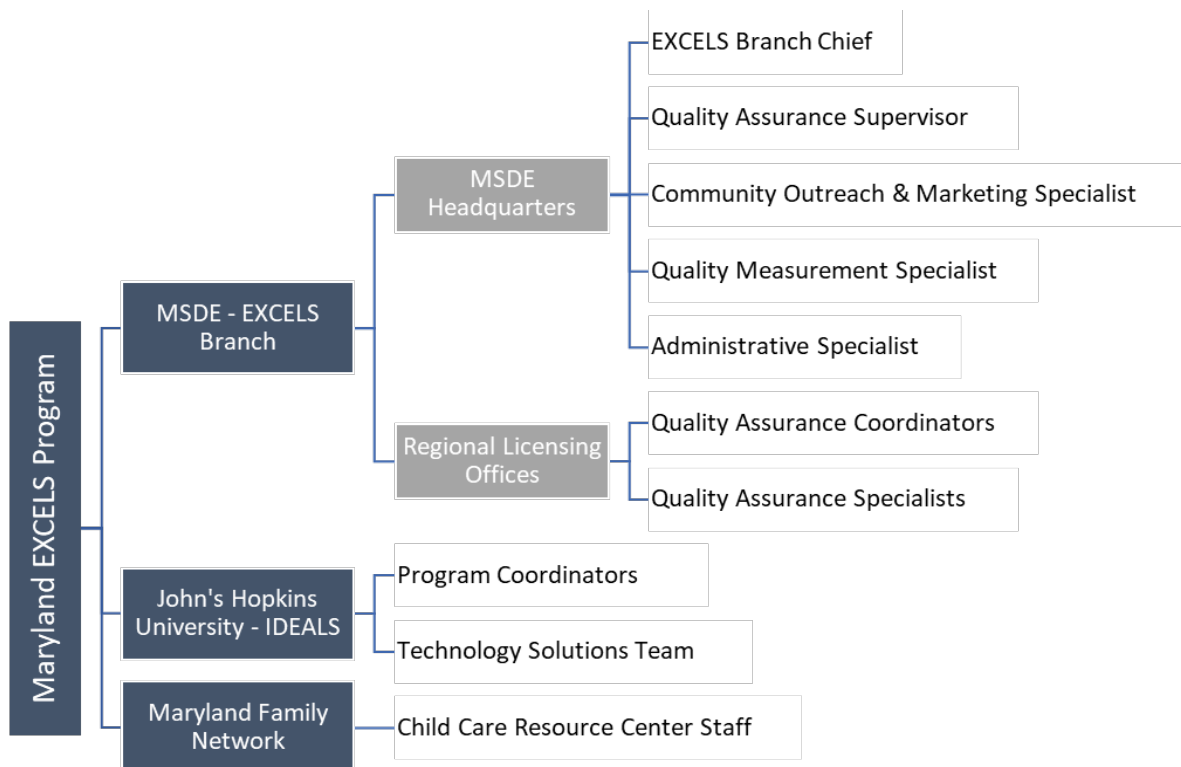 Maryland EXCELS Program
MSDE - EXCELS
Branch
MSDE
Headquarters
EXCELS Branch Chief
Quality Assurance Supervisor
Community Outreach & Marketing Specialist
Quality Measurement Specialist
Administrative Specialist
Regional Licensing
Offices
Quality Assurance Coordinators
Quality Assurance Specialists
John's Hopkins
University - IDEALS
Program Coordinators
Technology Solutions Team
Maryland Family
Network
Child Care Resource Center Staff